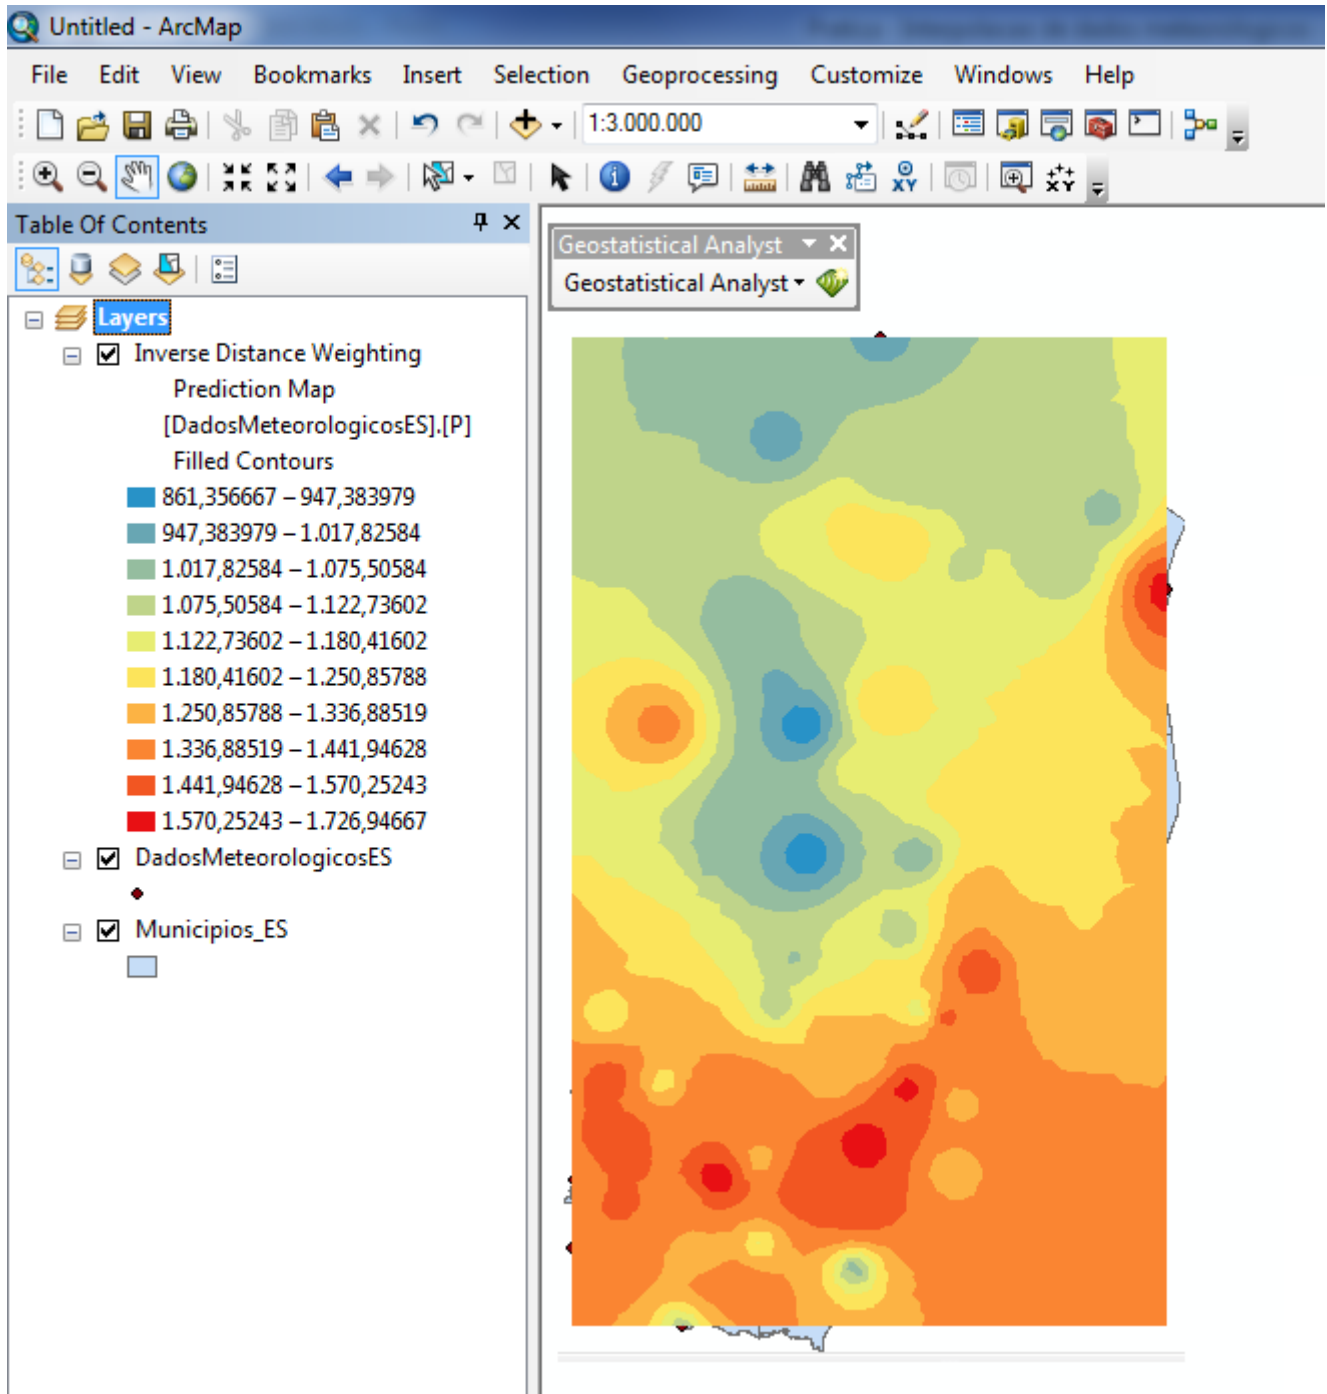 Untitled - ArcMap
File Edit View Bookmarks Insert Selection Geoprocessing Customize Windows Help
1:3.000.000
Table Of Contents
Geostatistical Analyst
Geostatistical Analyst
Layers
Inverse Distance Weighting
Prediction Map
[DadosMeteorologicosES].[P]
Filled Contours
861,356667 – 947,383979
947,383979 – 1.017,82584
1.017,82584 – 1.075,50584
1.075,50584 – 1.122,73602
1.122,73602 – 1.180,41602
1.180,41602 – 1.250,85788
1.250,85788 – 1.336,88519
1.336,88519 – 1.441,94628
1.441,94628 – 1.570,25243
1.570,25243 – 1.726,94667
DadosMeteorologicosES
Municipios_ES